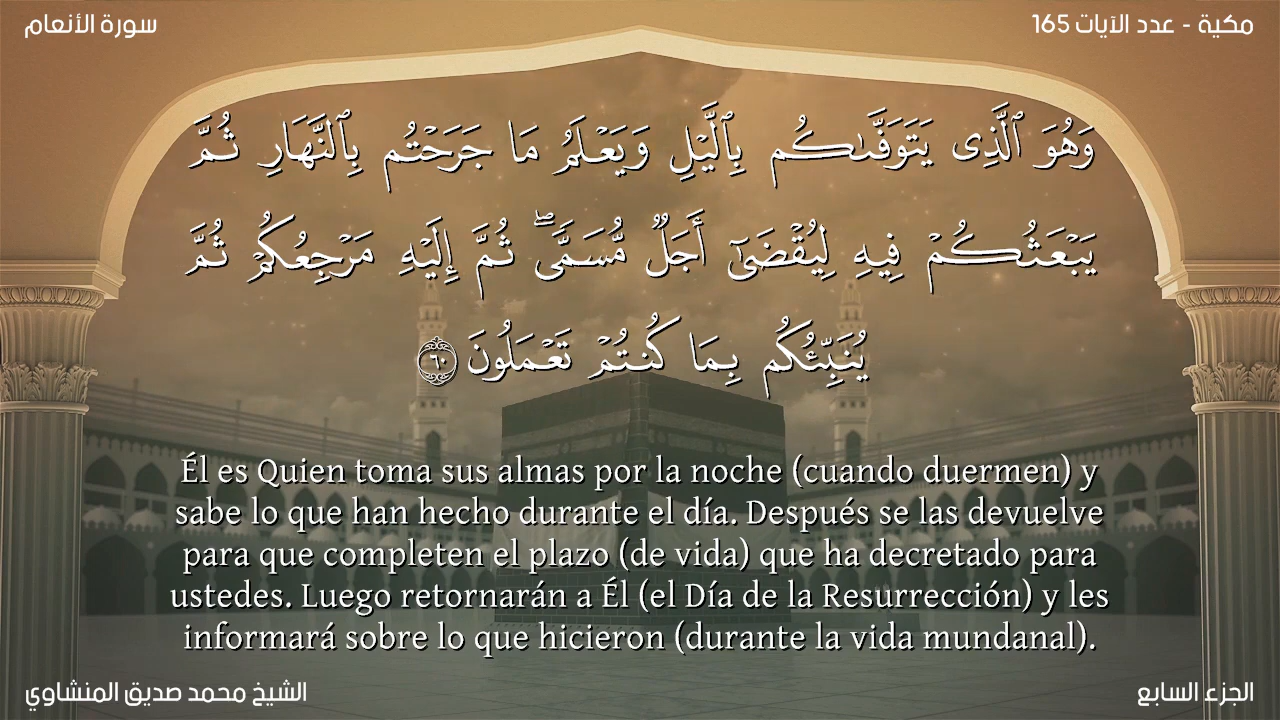 سورة الأنعام
مكية - عدد الآيات 165
وَهُوَ ٱلَّذِى يَتَوَفَّىٰكُم بِٱلَّيْلِ وَيَعْلَمُ مَا جَرَحْتُم بِٱلنَّهَارِ ثُمَّ
يَبْعَثُكُمْ فِيهِ لِيُقْضَىٰٓ أَجَلٌ مُّسَمًّى ۖ ثُمَّ إِلَيْهِ مَرْجِعُكُمْ ثُمَّ
يُنَبِّئُكُم بِمَا كُنتُمْ تَعْمَلُونَ ٦٠
Él es Quien toma sus almas por la noche (cuando duermen) y
sabe lo que han hecho durante el día. Después se las devuelve
para que completen el plazo (de vida) que ha decretado para
ustedes. Luego retornarán a Él (el Día de la Resurrección) y les
informará sobre lo que hicieron (durante la vida mundanal).
الشيخ محمد صديق المنشاوي
الجزء السابع